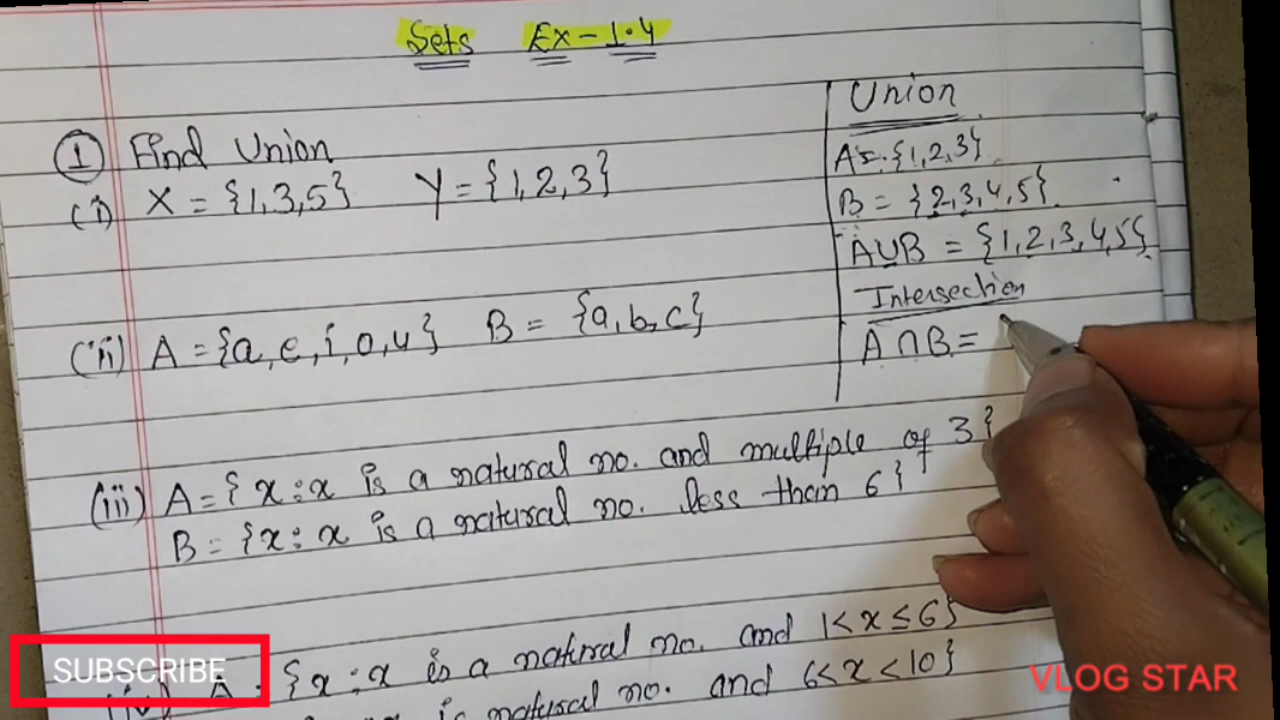 Sets Ex-1.4
① Find Union
(i) X = {1,3,5} Y = {1,2,3}
(ii) A = {a, e, i, o, u} B = {a, b, c}
(iii) A = {x : x is a natural no. and multiple of 3}
B = {x : x is a natural no. less than 6}
(iv) A = {x : x is a natural no. and 1 < x ≤ 6}
is natural no. and 6 < x < 10}
Union
A = {1,2,3}
B = {2,3,4,5}
A∪B = {1,2,3,4,5}
Intersection
A∩B =
SUBSCRIBE
VLOG STAR